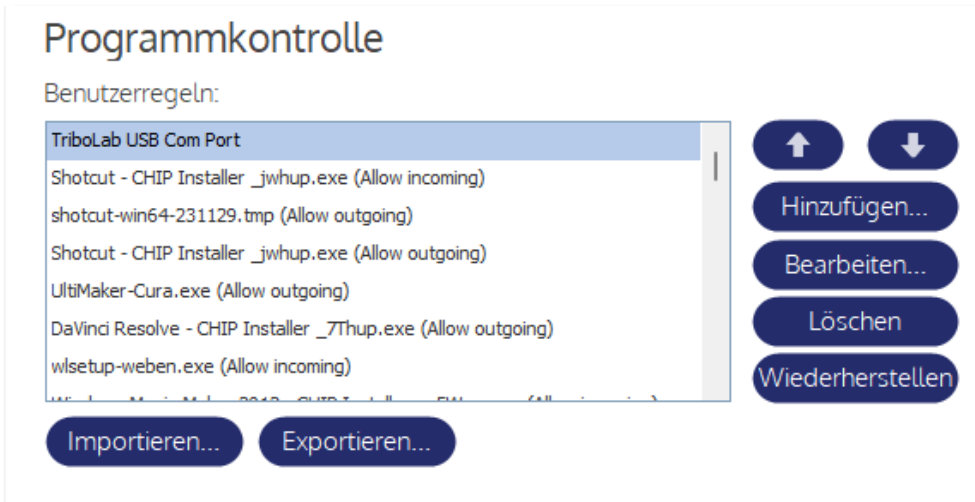 Programmkontrolle
Benutzerregeln:
TriboLab USB Com Port
Shotcut - CHIP Installer _jwhup.exe (Allow incoming)
shotcut-win64-231129.tmp (Allow outgoing)
Shotcut - CHIP Installer _jwhup.exe (Allow outgoing)
UltiMaker-Cura.exe (Allow outgoing)
DaVinci Resolve - CHIP Installer _7Thup.exe (Allow outgoing)
wlsetup-weben.exe (Allow incoming)
Hinzufügen...
Bearbeiten...
Löschen
Wiederherstellen
Importieren... Exportieren...